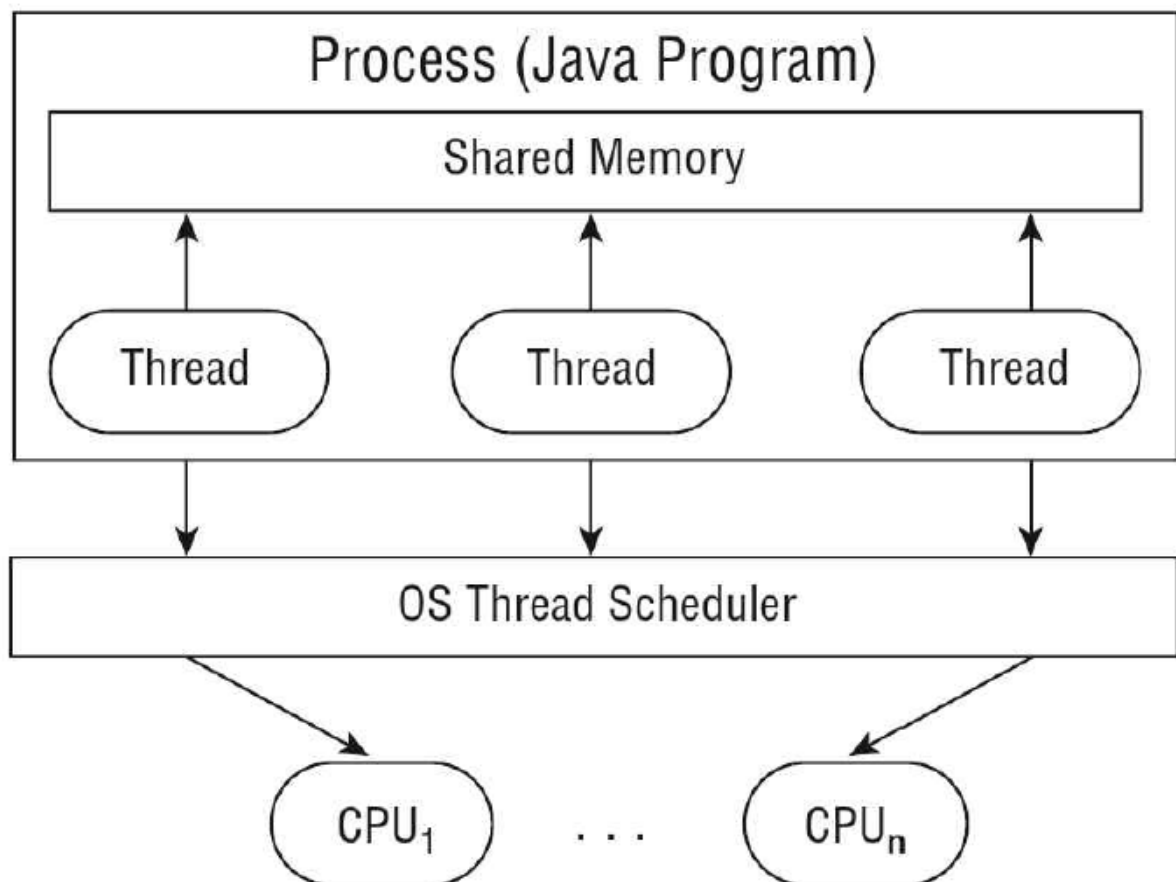 Process (Java Program)
Shared Memory
Thread Thread Thread
OS Thread Scheduler
CPU₁ . . . CPUₙ